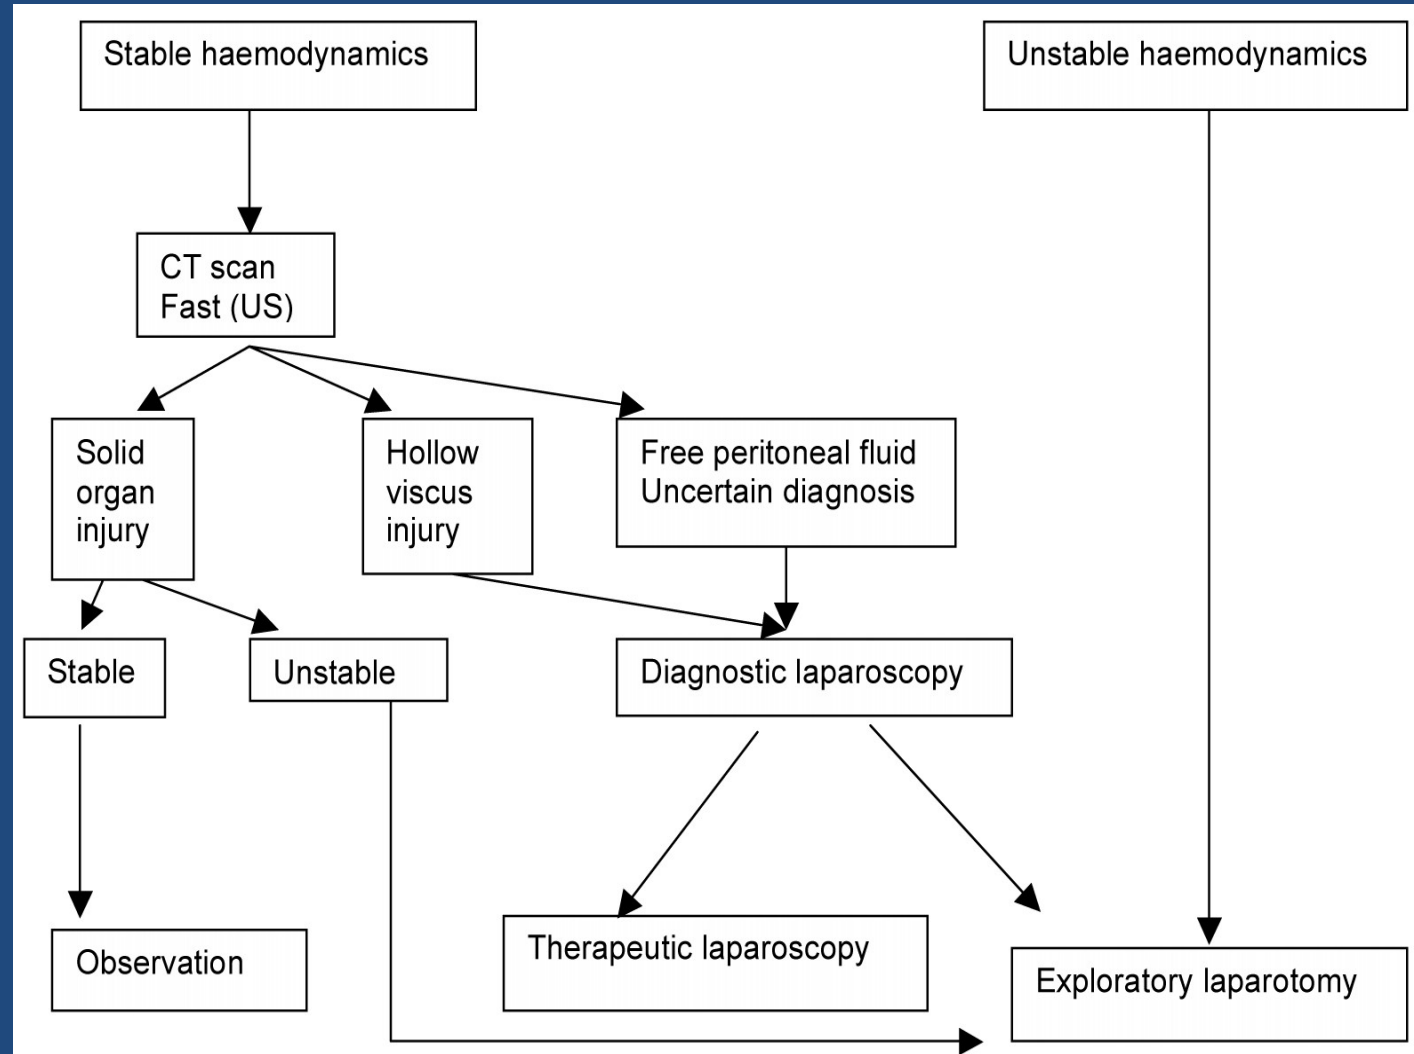 Stable haemodynamics
Unstable haemodynamics
CT scan
Fast (US)
Solid
organ
injury
Hollow
viscus
injury
Free peritoneal fluid
Uncertain diagnosis
Stable
Unstable
Diagnostic laparoscopy
Observation
Therapeutic laparoscopy
Exploratory laparotomy